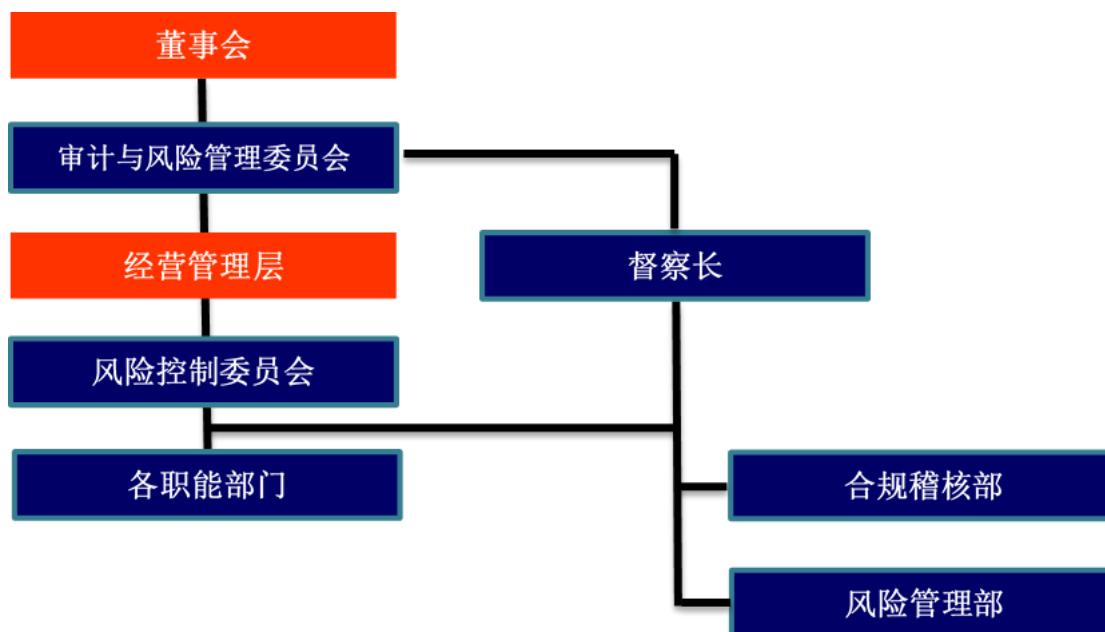 董事会
审计与风险管理委员会
经营管理层
督察长
风险控制委员会
各职能部门
合规稽核部
风险管理部